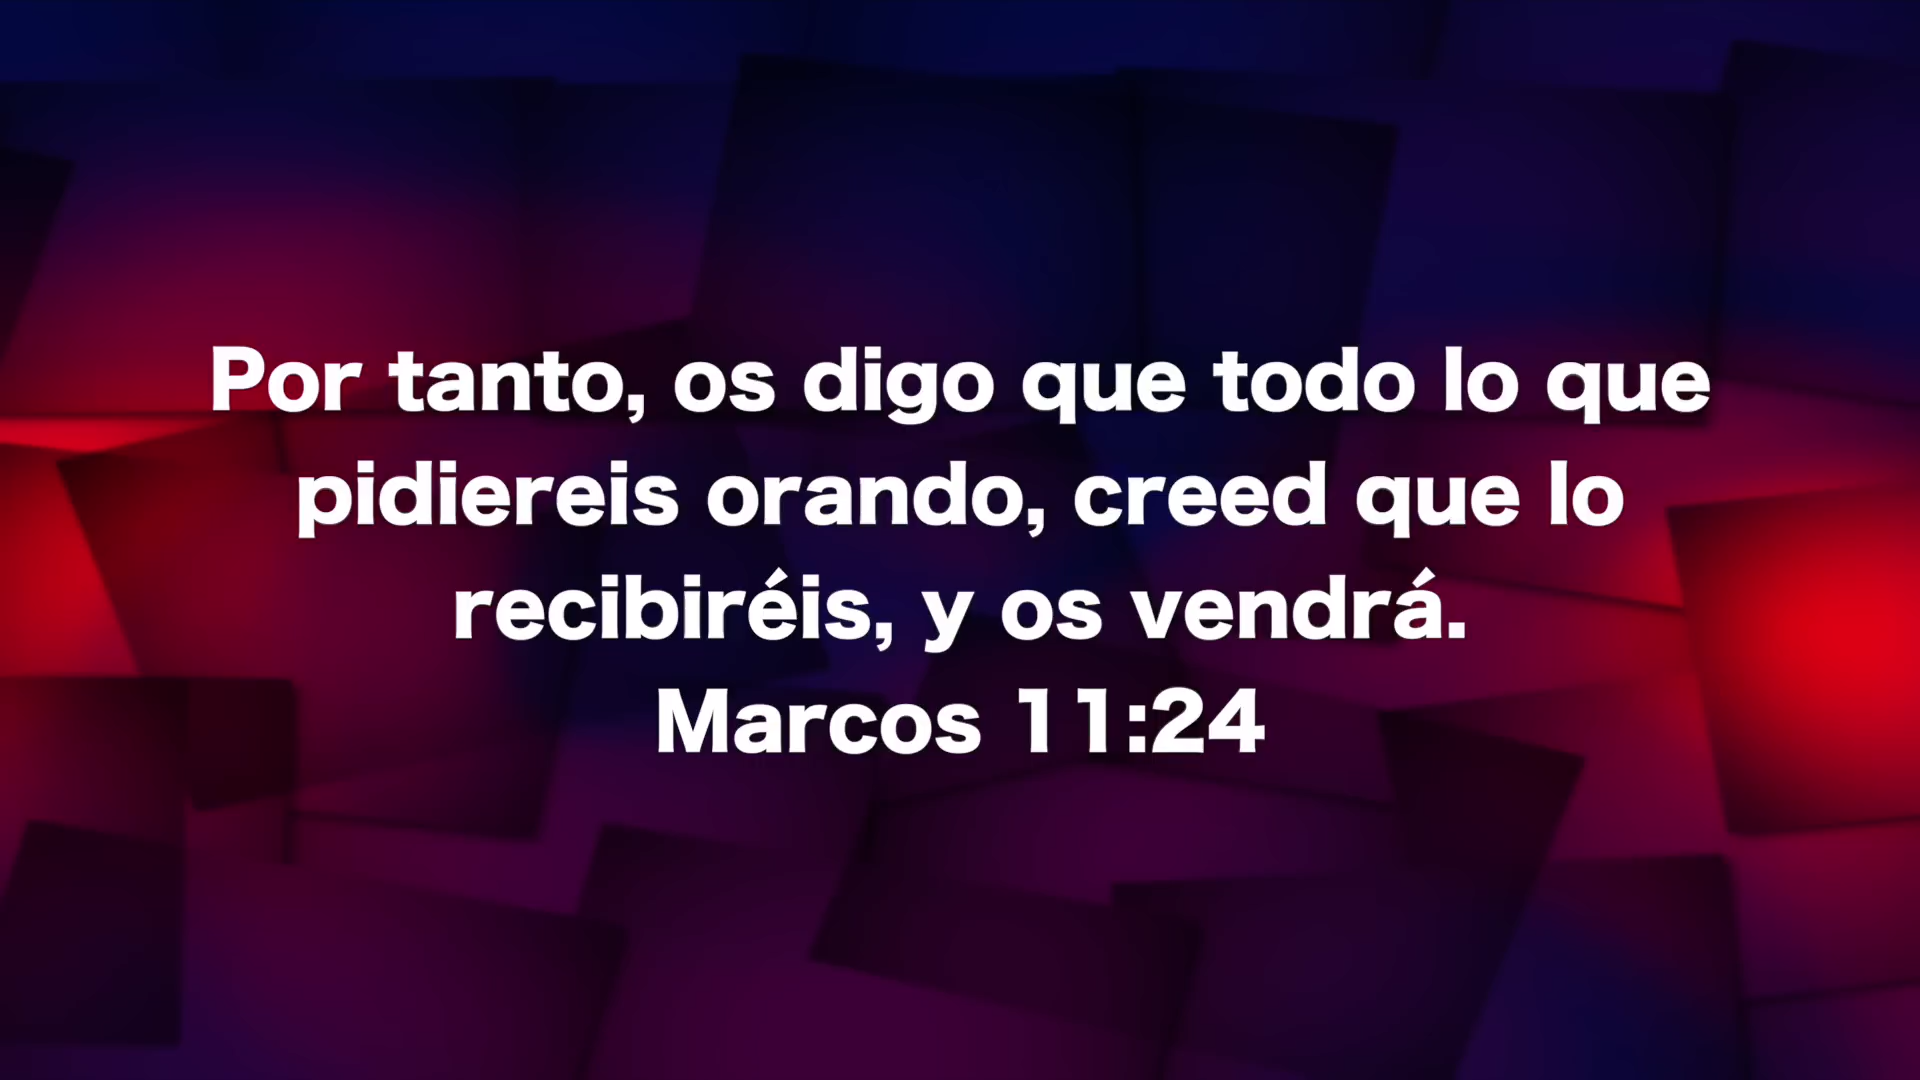 Por tanto, os digo que todo lo que
pidiereis orando, creed que lo
recibiréis, y os vendrá.
Marcos 11:24